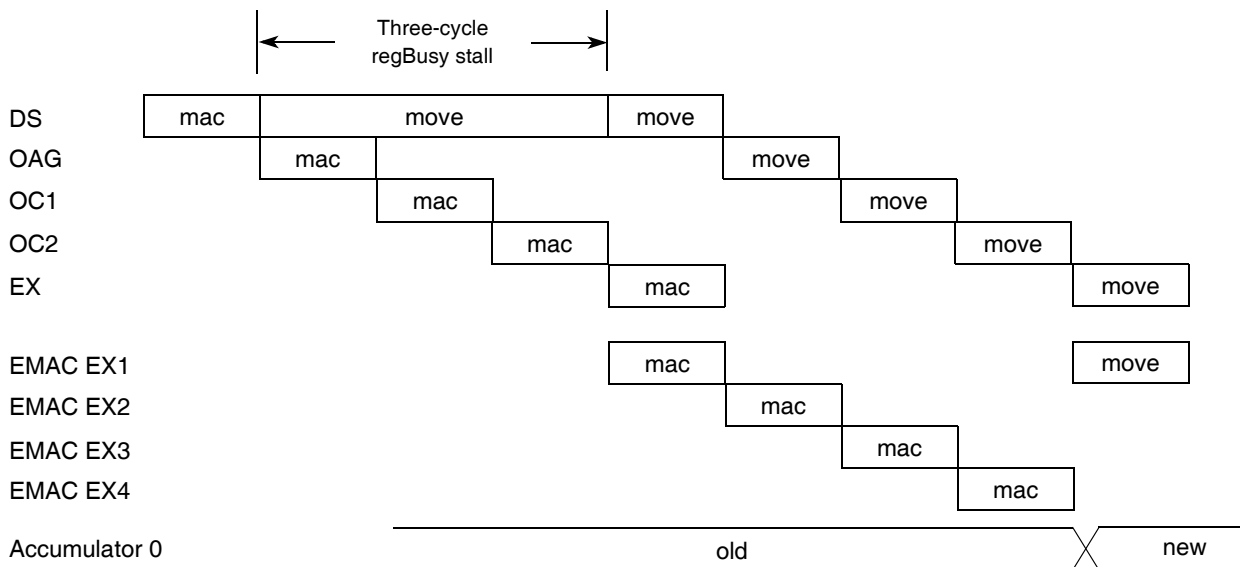 Three-cycle
regBusy stall
DS mac move move
OAG mac move
OC1 mac move
OC2 mac move
EX mac move
EMAC EX1 mac move
EMAC EX2 mac
EMAC EX3 mac
EMAC EX4 mac
Accumulator 0 old new